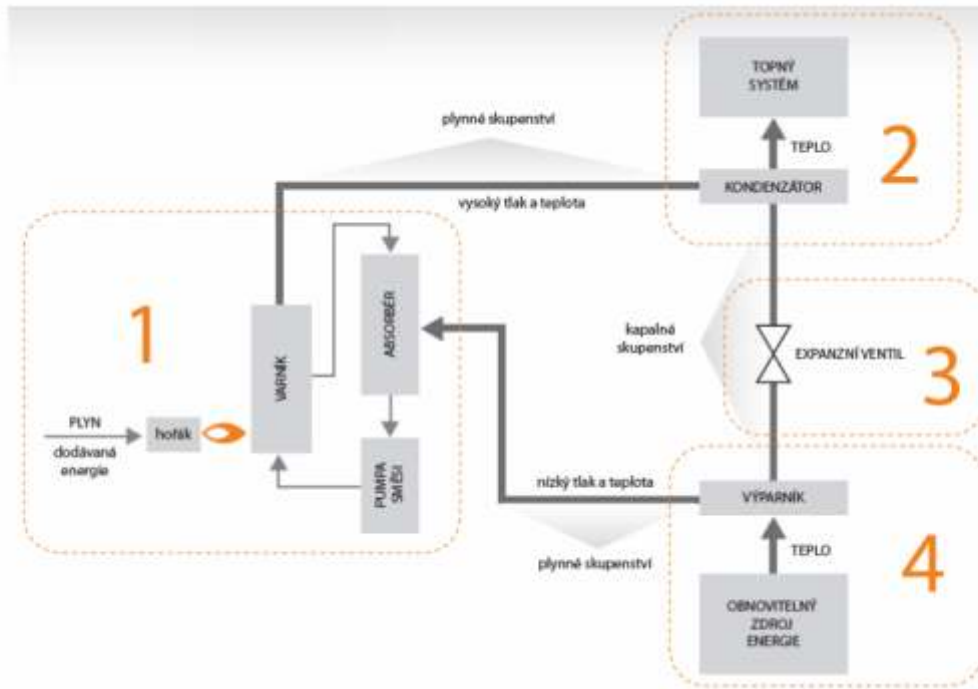 TOPNÝ
SYSTÉM
2
TEPLO
KONDENZÁTOR
plynné skupenství
vysoký tlak a teplota
1
VARNÍK
ABSORBÉR
PLYN
dodávaná
energie
hořák
PUMPA
SMĚSI
kapalné
skupenství
EXPANZNÍ VENTIL
3
nízký tlak a teplota
VÝPARNÍK
plynné skupenství
TEPLO
4
OBNOVITELNÝ
ZDROJ
ENERGIE